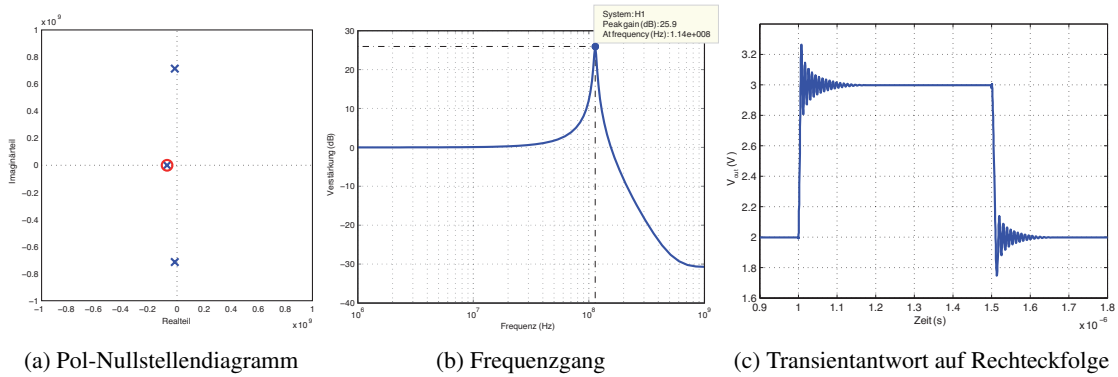 x 10^9
1
0.8
0.6
0.4
0.2
0
−0.2
−0.4
−0.6
−0.8
−1
Imaginärteil
−1 −0.8 −0.6 −0.4 −0.2 0 0.2 0.4 0.6 0.8 1
Realteil
x 10^9
(a) Pol-Nullstellendiagramm
System: H1
Peak gain (dB): 25.9
At frequency (Hz): 1.14e+008
30
20
10
0
−10
−20
−30
−40
Verstärkung (dB)
10^6 10^7 10^8 10^9
Frequenz (Hz)
(b) Frequenzgang
3.4
3.2
3
2.8
2.6
2.4
2.2
2
1.8
1.6
V_out (V)
0.9 1 1.1 1.2 1.3 1.4 1.5 1.6 1.7 1.8
Zeit (s)
x 10^−6
(c) Transientantwort auf Rechteckfolge